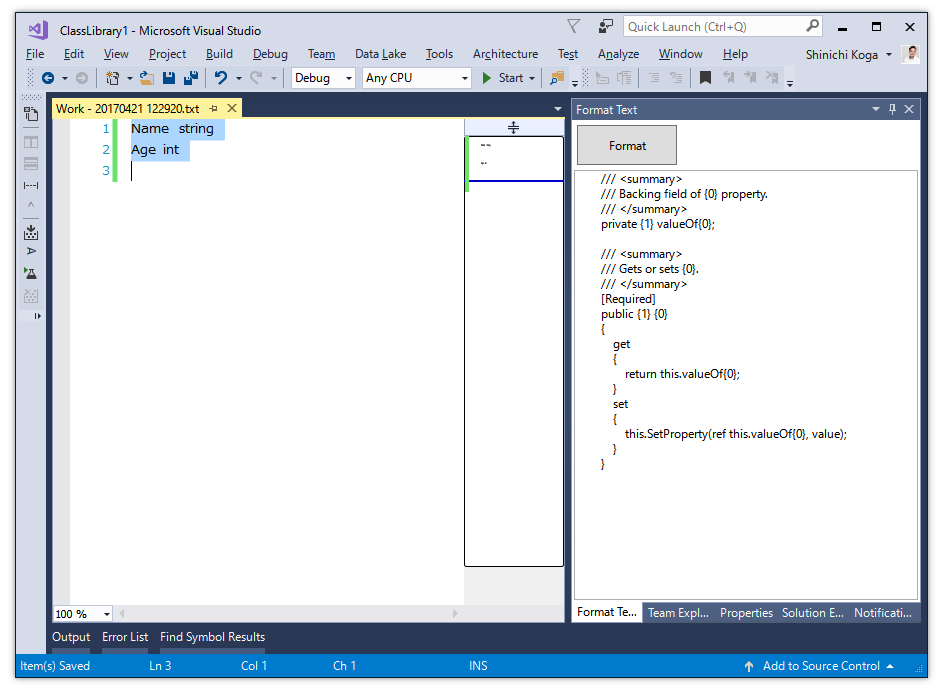 ClassLibrary1 - Microsoft Visual Studio
Quick Launch (Ctrl+Q)
File Edit View Project Build Debug Team Data Lake Tools Architecture Test Analyze Window Help Shinichi Koga
Debug Any CPU Start
Work - 20170421 122920.txt
1 Name string
2 Age int
3
100 %
Format Text
Format
/// <summary>
/// Backing field of {0} property.
/// </summary>
private {1} valueOf{0};
/// <summary>
/// Gets or sets {0}.
/// </summary>
[Required]
public {1} {0}
{
get
{
return this.valueOf{0};
}
set
{
this.SetProperty(ref this.valueOf{0}, value);
}
}
Format Te... Team Expl... Properties Solution E... Notificati...
Output Error List Find Symbol Results
Item(s) Saved Ln 3 Col 1 Ch 1 INS Add to Source Control